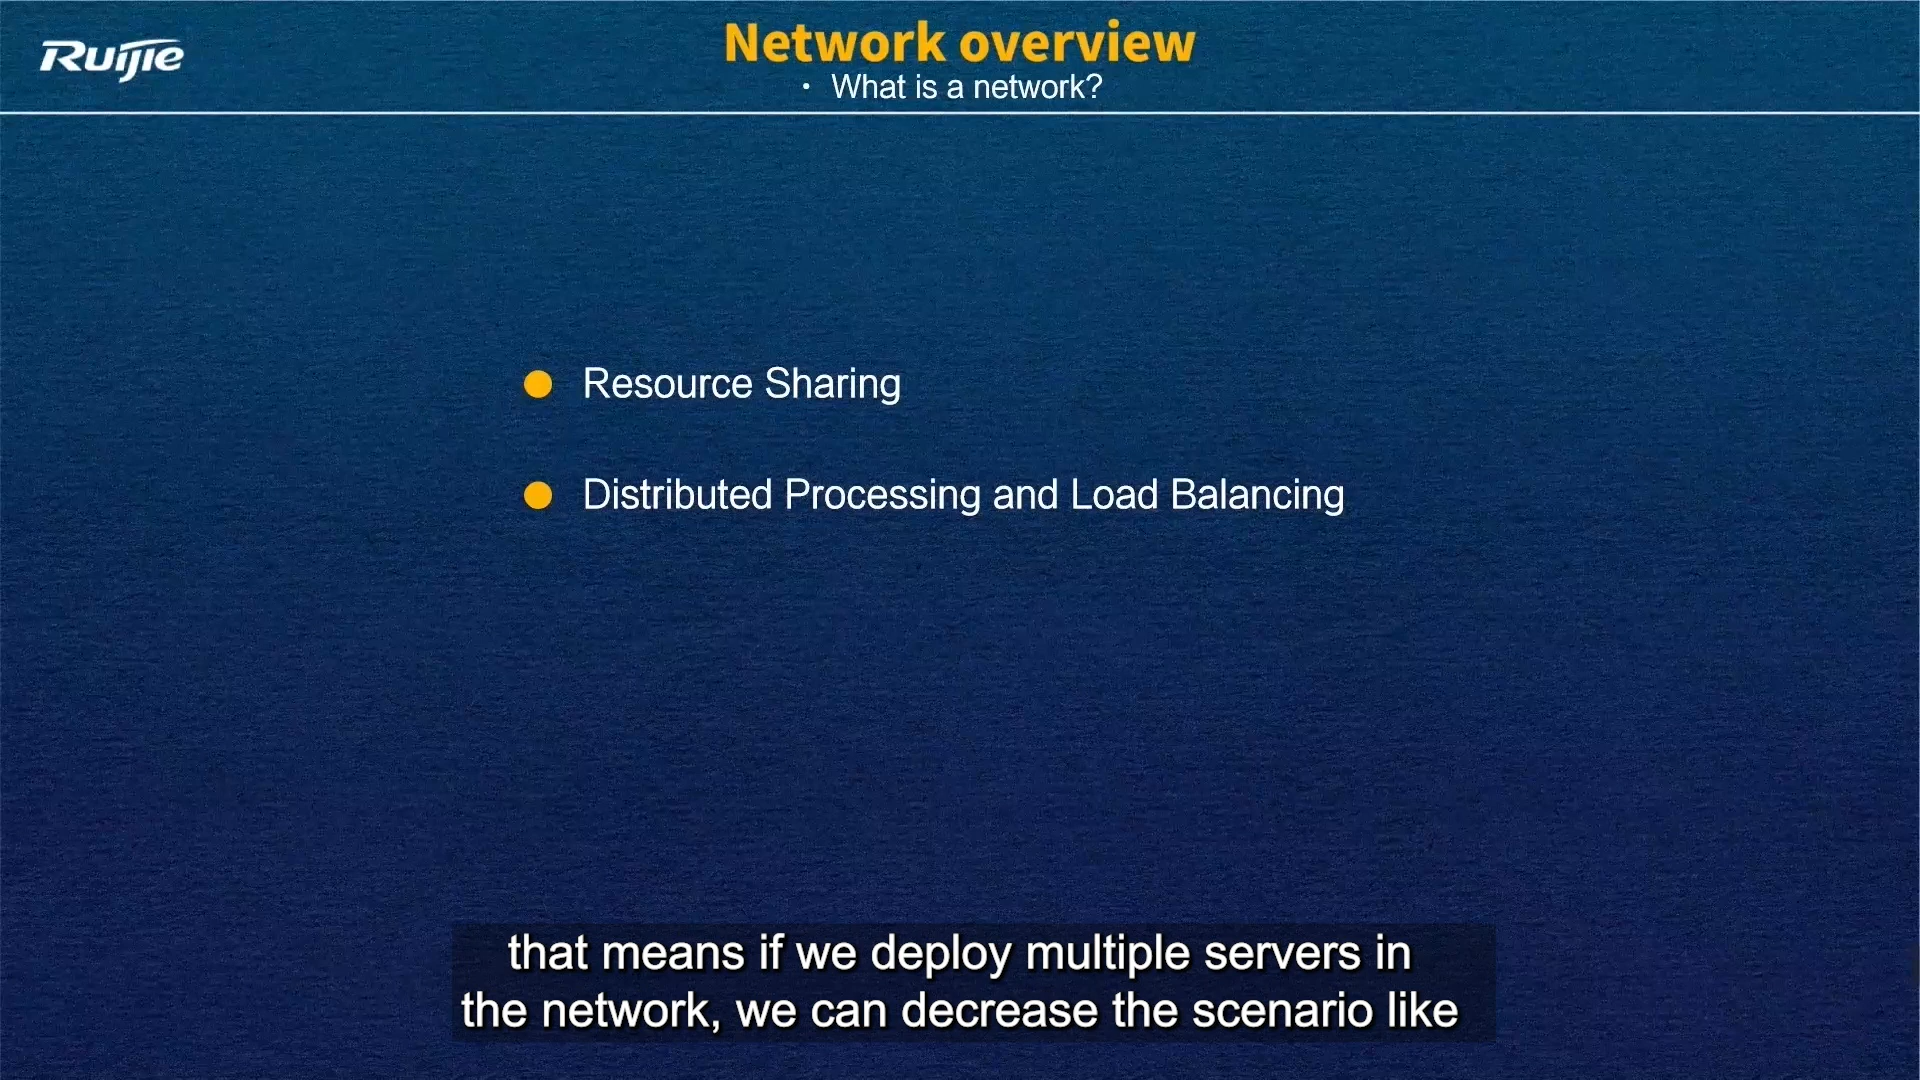 Ruijie
Network overview
• What is a network?
Resource Sharing
Distributed Processing and Load Balancing
that means if we deploy multiple servers in
the network, we can decrease the scenario like